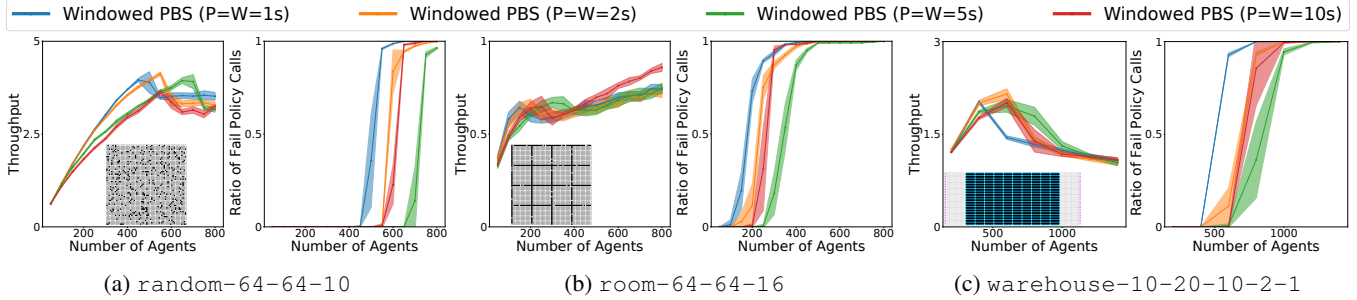 Windowed PBS (P=W=1s) Windowed PBS (P=W=2s) Windowed PBS (P=W=5s) Windowed PBS (P=W=10s)
5
2.5
0
Throughput
200 400 600 800
Number of Agents
1
0.5
0
Ratio of Fail Policy Calls
200 400 600 800
Number of Agents
1
0.5
0
Throughput
200 400 600 800
Number of Agents
1
0.5
0
Ratio of Fail Policy Calls
200 400 600 800
Number of Agents
3
1.5
0
Throughput
500 1000
Number of Agents
1
0.5
0
Ratio of Fail Policy Calls
500 1000
Number of Agents
(a) random-64-64-10
(b) room-64-64-16
(c) warehouse-10-20-10-2-1